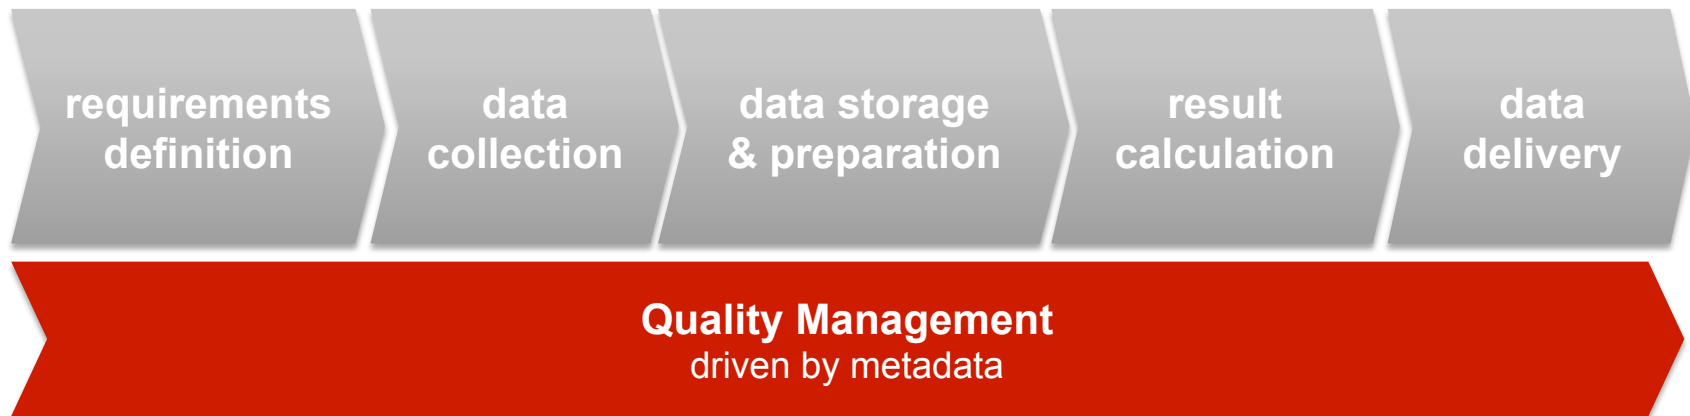 requirements
definition
data
collection
data storage
& preparation
result
calculation
data
delivery
Quality Management
driven by metadata